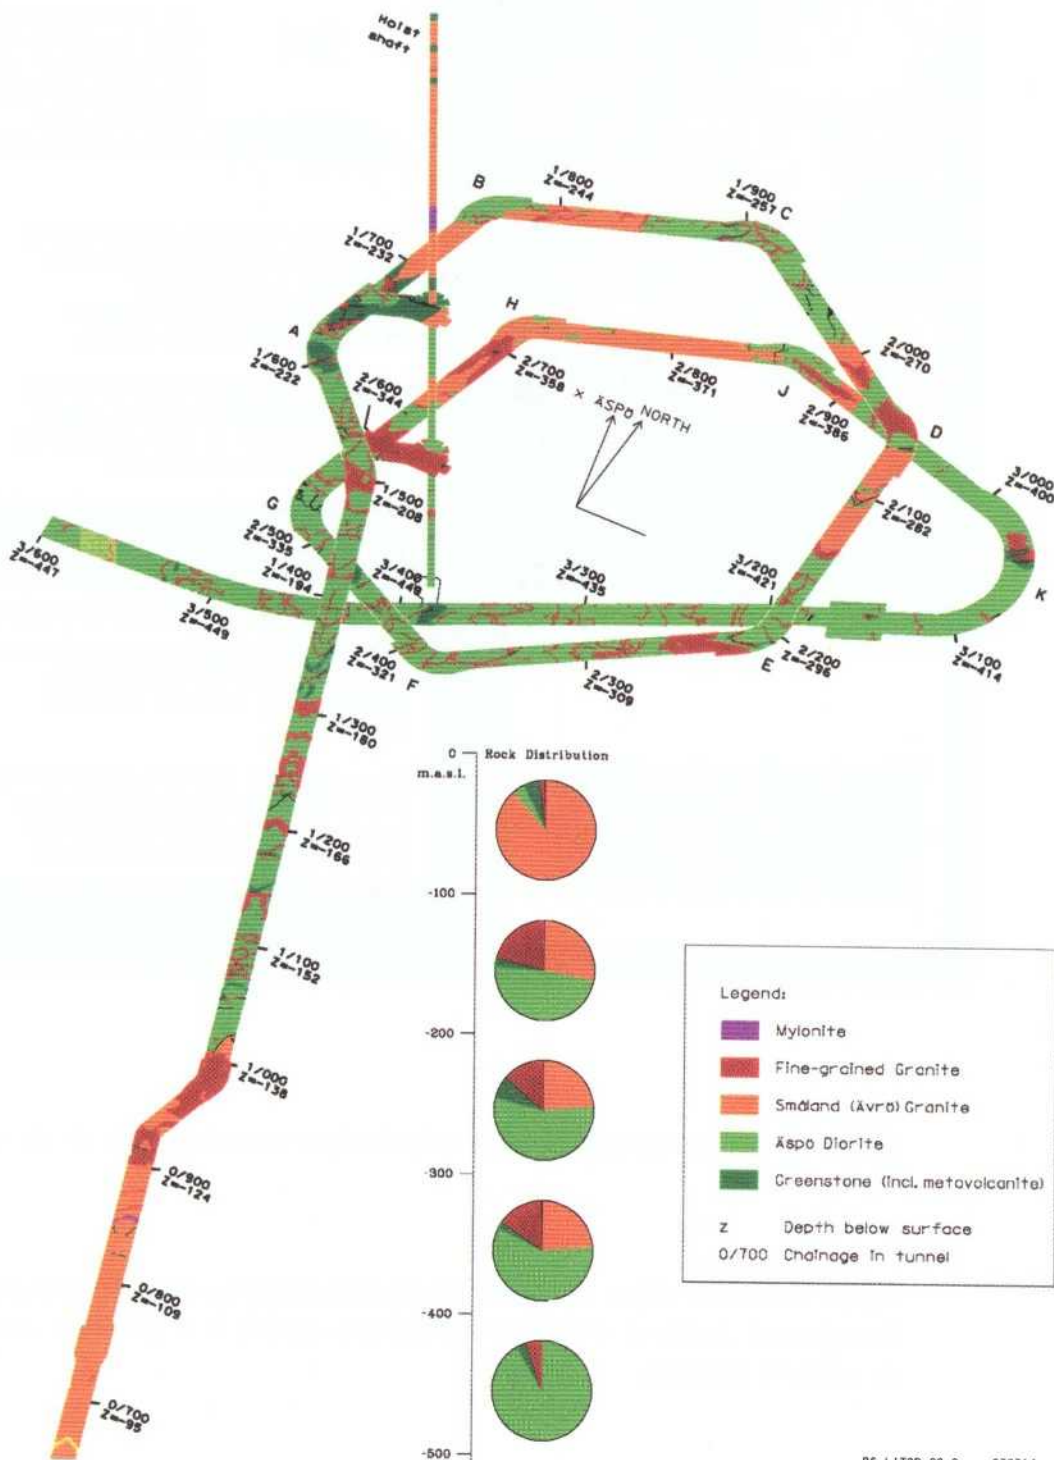 Hoist
shaft
B
1/800
Z=-244
1/900
Z=-257
C
1/700
Z=-232
H
A
1/600
Z=-222
2/600
Z=-344
2/700
Z=-358
2/800
Z=-371
J
2/900
Z=-386
2/000
Z=-270
D
× ÄSPÖ NORTH
3/000
Z=-400
G
1/500
Z=-208
2/100
Z=-282
2/500
Z=-335
3/600
Z=-447
1/400
Z=-194
3/400
Z=-449
3/300
Z=-435
3/200
Z=-421
K
3/500
Z=-449
2/400
Z=-321
F
2/300
Z=-309
E
2/200
Z=-296
3/100
Z=-414
1/300
Z=-180
0
Rock Distribution
m.a.s.l.
1/200
Z=-166
-100
1/100
Z=-152
-200
1/000
Z=-138
-300
0/900
Z=-124
0/800
Z=-109
-400
0/700
Z=-95
-500
Legend:
Mylonite
Fine-grained Granite
Småland (Ävrö) Granite
Äspö Diorite
Greenstone (incl. metavolcanite)
z Depth below surface
0/700 Chainage in tunnel